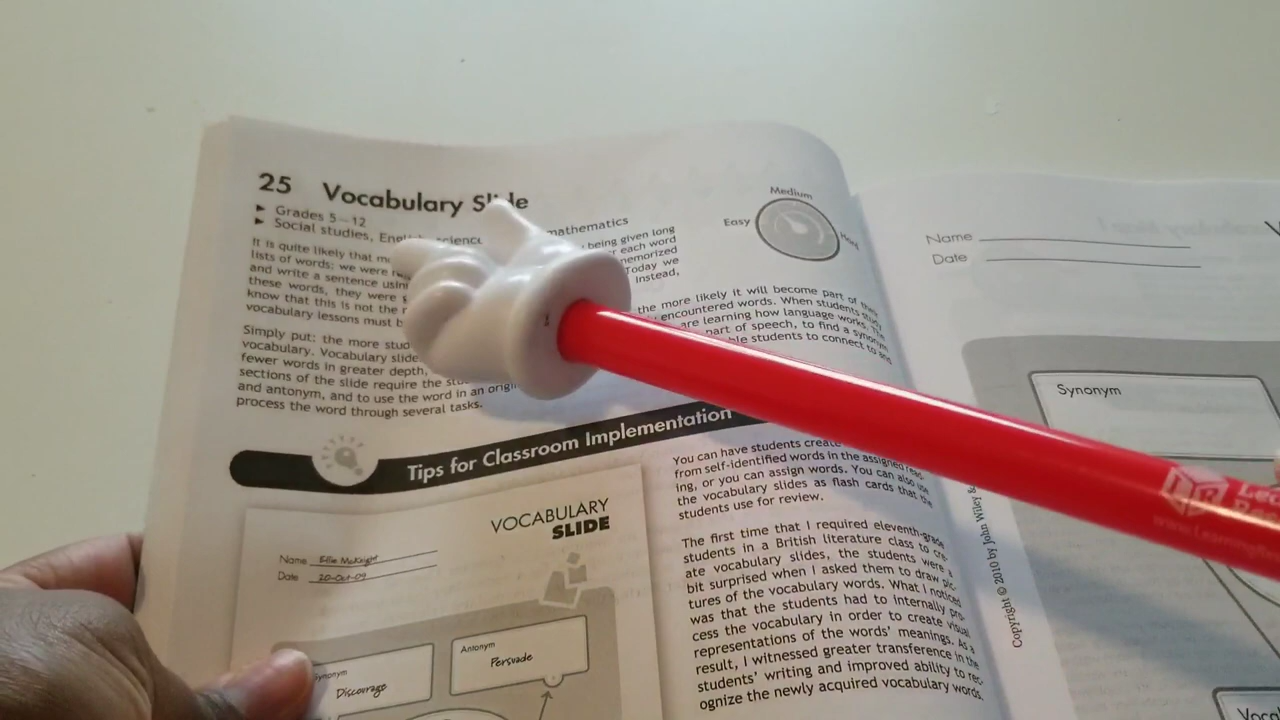 25 Vocabulary Slide
Medium
Easy
Hard
► Grades 5–12
► Social studies, science mathematics
It is quite likely that being given long
lists of words; we were each word
and write a sentence memorized
these words, they were Today we
know that this is not the Instead,
vocabulary lessons must b
Simply put: the more the more likely it will become part of their
vocabulary. Vocabulary encountered words. When students study
fewer words in greater depth, are learning how language works. The
sections of the slide require the part of speech, to find a synonym
and antonym, and to use the word in an students to connect to and
process the word through several tasks.
Tips for Classroom Implementation
VOCABULARY
SLIDE
Name Ellie McKnight
Date 20-Oct-09
Synonym
Discourage
Antonym
Persuade
You can have students create
from self-identified words in the assigned read-
ing, or you can assign words. You can also use
the vocabulary slides as flash cards that the
students use for review.
The first time that I required eleventh-grade
students in a British literature class to cre-
ate vocabulary slides, the students were a
bit surprised when I asked them to draw pic-
tures of the vocabulary words. What I noticed
was that the students had to internally pro-
cess the vocabulary in order to create visual
representations of the words' meanings. As a
result, I witnessed greater transference in the
students' writing and improved ability to rec-
ognize the newly acquired vocabulary words.
Copyright © 2010 by John Wiley &
Name
Date
Synonym